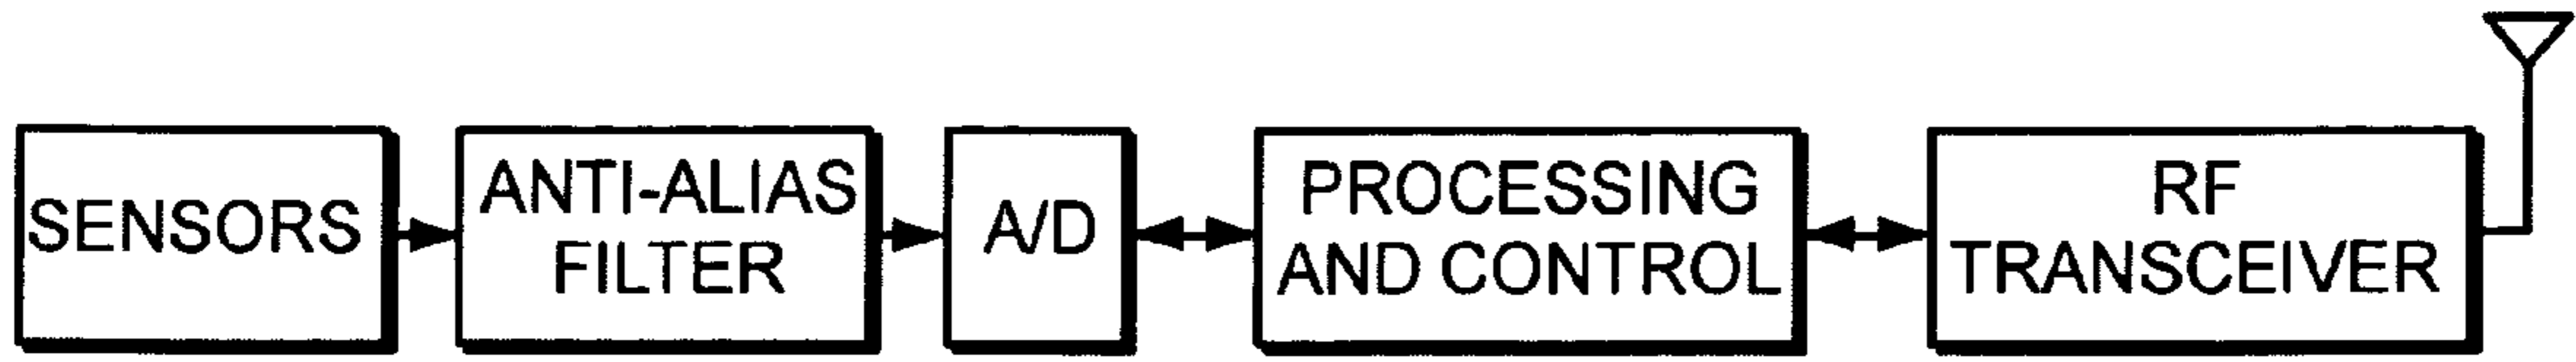 SENSORS
ANTI-ALIAS
FILTER
A/D
PROCESSING
AND CONTROL
RF
TRANSCEIVER